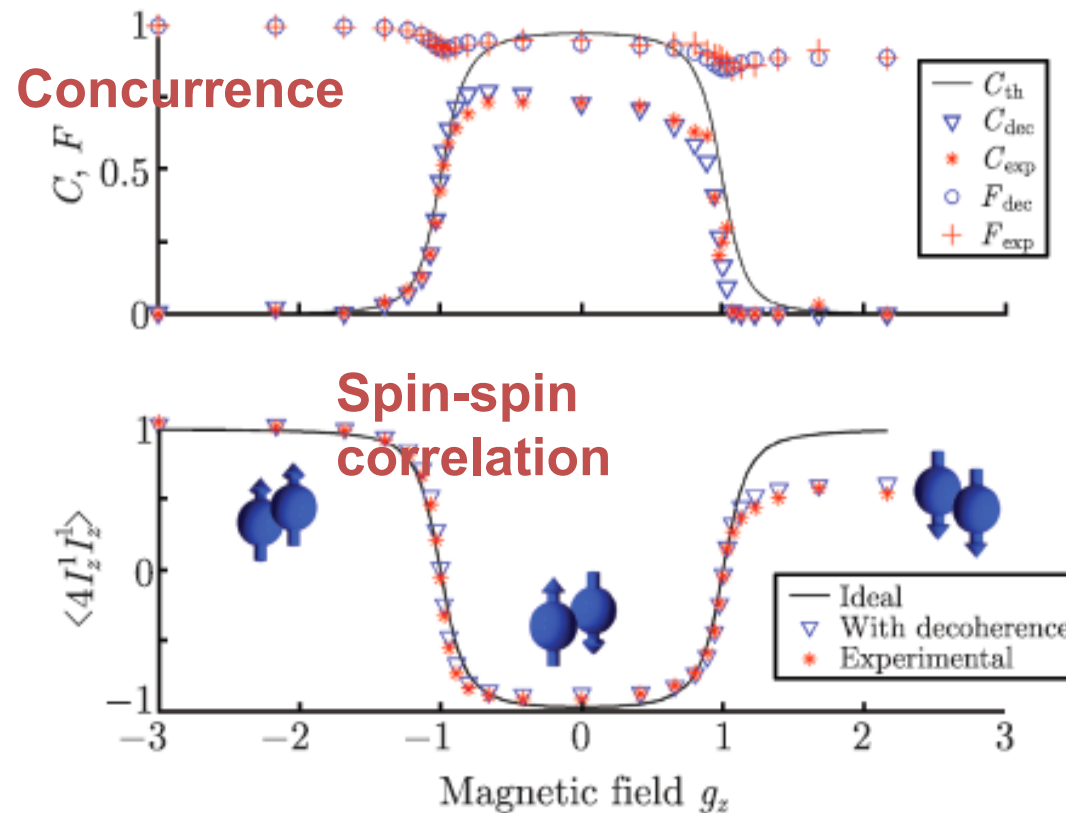 1
Concurrence
C, F
0.5
0
C_th
C_dec
C_exp
F_dec
F_exp
Spin-spin
correlation
1
<4I_z^1I_z^1>
0
−1
Ideal
With decoherence
Experimental
−3 −2 −1 0 1 2 3
Magnetic field g_z